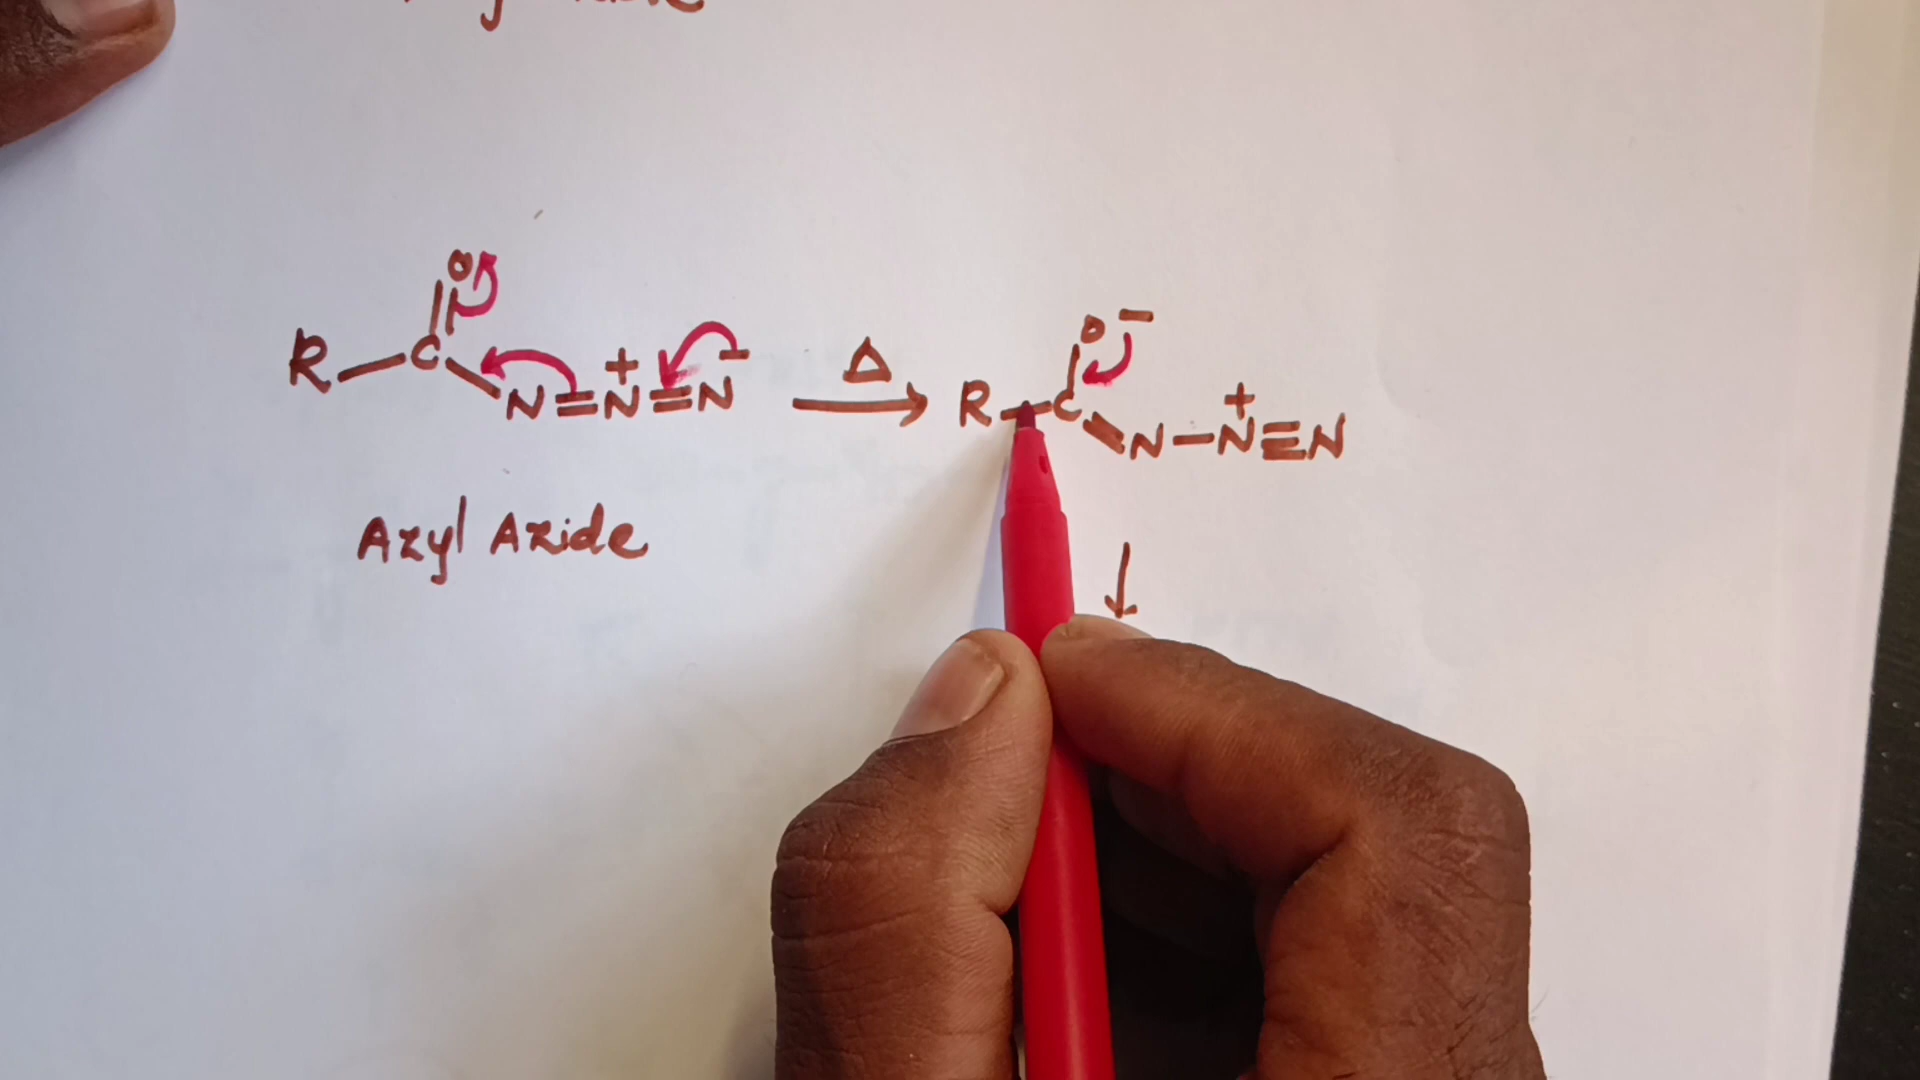 O
R-C-N=N⁺=N⁻
Δ
O⁻
R-C=N-N⁺≡N
Azyl Azide